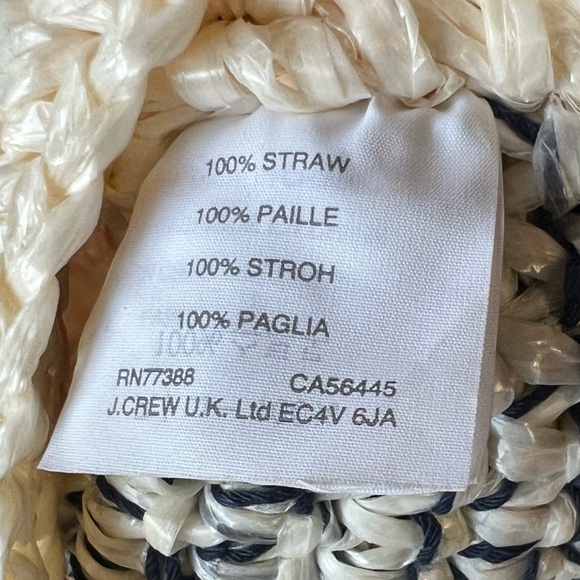 100% STRAW
100% PAILLE
100% STROH
100% PAGLIA
RN77388 CA56445
J.CREW U.K. Ltd EC4V 6JA